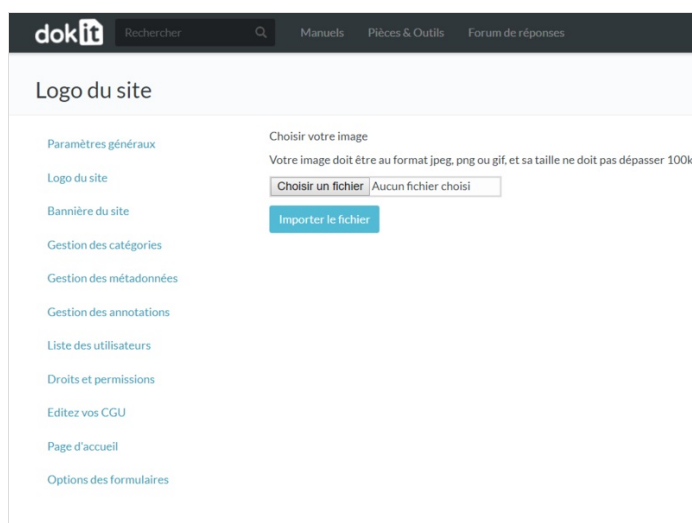 dokit
Rechercher
Manuels
Pièces & Outils
Forum de réponses
Logo du site
Paramètres généraux
Logo du site
Bannière du site
Gestion des catégories
Gestion des métadonnées
Gestion des annotations
Liste des utilisateurs
Droits et permissions
Editez vos CGU
Page d'accueil
Options des formulaires
Choisir votre image
Votre image doit être au format jpeg, png ou gif, et sa taille ne doit pas dépasser 100k
Choisir un fichier Aucun fichier choisi
Importer le fichier